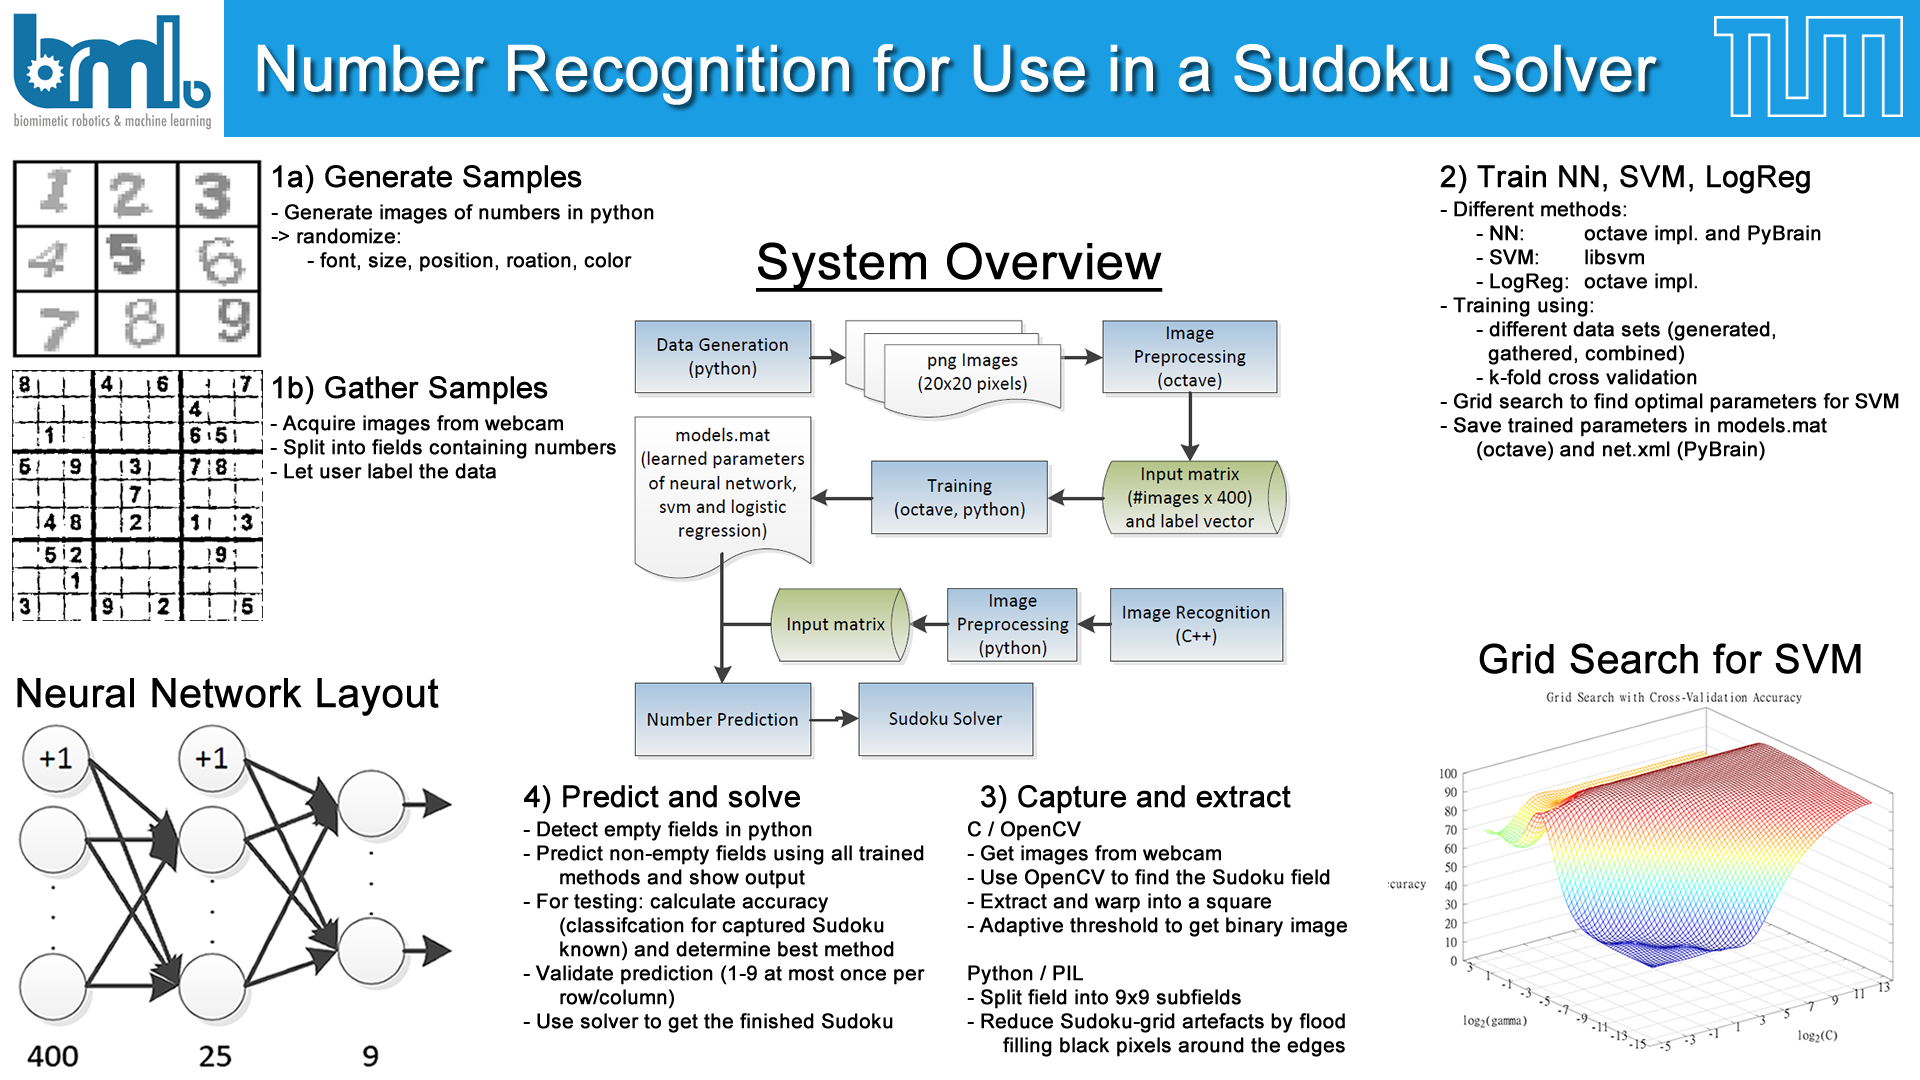 bmlb
biomimetic robotics & machine learning
Number Recognition for Use in a Sudoku Solver
TUM
1 2 3
4 5 6
7 8 9
1a) Generate Samples
- Generate images of numbers in python
-> randomize:
- font, size, position, roation, color
8 4 6 7
4
1 6 5
5 9 3 7 8
7
4 8 2 1 3
5 2 9
1
3 9 2 5
1b) Gather Samples
- Acquire images from webcam
- Split into fields containing numbers
- Let user label the data
System Overview
Data Generation
(python)
png Images
(20x20 pixels)
Image
Preprocessing
(octave)
models.mat
(learned parameters
of neural network,
svm and logistic
regression)
Training
(octave, python)
Input matrix
(#images x 400)
and label vector
Input matrix
Image
Preprocessing
(python)
Image Recognition
(C++)
Number Prediction
Sudoku Solver
2) Train NN, SVM, LogReg
- Different methods:
- NN: octave impl. and PyBrain
- SVM: libsvm
- LogReg: octave impl.
- Training using:
- different data sets (generated,
gathered, combined)
- k-fold cross validation
- Grid search to find optimal parameters for SVM
- Save trained parameters in models.mat
(octave) and net.xml (PyBrain)
Neural Network Layout
+1 +1
400 25 9
4) Predict and solve
- Detect empty fields in python
- Predict non-empty fields using all trained
methods and show output
- For testing: calculate accuracy
(classifcation for captured Sudoku
known) and determine best method
- Validate prediction (1-9 at most once per
row/column)
- Use solver to get the finished Sudoku
3) Capture and extract
C / OpenCV
- Get images from webcam
- Use OpenCV to find the Sudoku field
- Extract and warp into a square
- Adaptive threshold to get binary image
Python / PIL
- Split field into 9x9 subfields
- Reduce Sudoku-grid artefacts by flood
filling black pixels around the edges
Grid Search for SVM
Grid Search with Cross-Validation Accuracy
100
90
80
70
60
50
40
30
20
10
0
curacy
3 1 -1 -3 -5 -7 -9 -11 -13 -15
log2(gamma)
-5 -3 -1 1 3 5 7 9 11 13
log2(C)